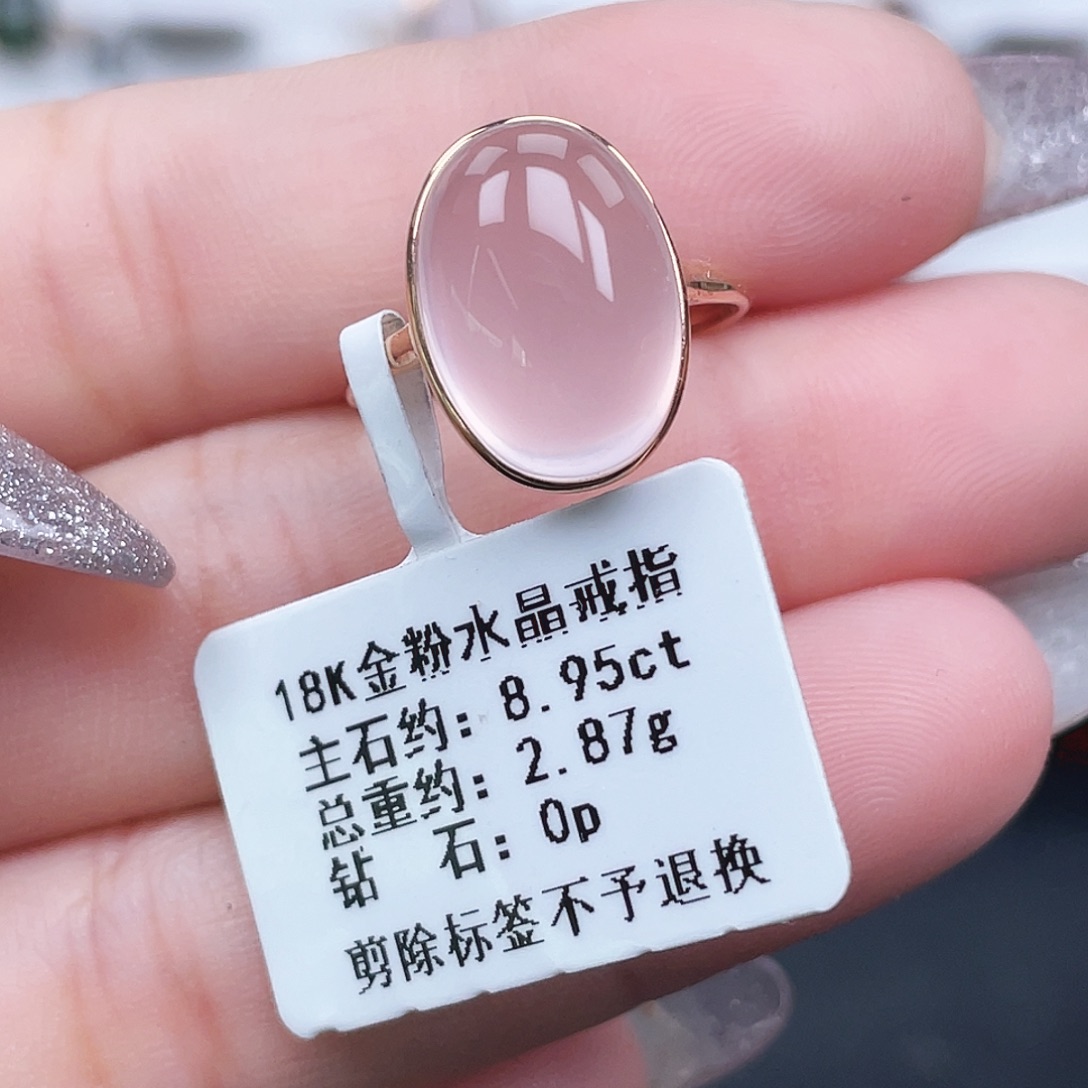 18K金粉水晶戒指
主石约：8.95ct
总重约：2.87g
钻 石：0p
剪除标签不予退换